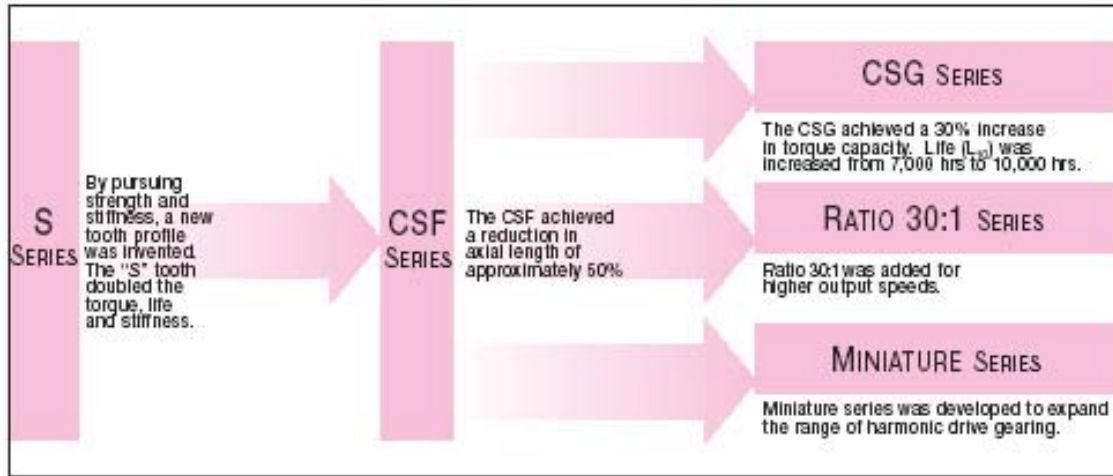 S
SERIES
By pursuing
strength and
stiffness, a new
tooth profile
was invented.
The "S" tooth
doubled the
torque, life
and stiffness.
CSF
SERIES
The CSF achieved
a reduction in
axial length of
approximately 50%
CSG SERIES
The CSG achieved a 30% increase
in torque capacity. Life (L10) was
increased from 7,000 hrs to 10,000 hrs.
RATIO 30:1 SERIES
Ratio 30:1 was added for
higher output speeds.
MINIATURE SERIES
Miniature series was developed to expand
the range of harmonic drive gearing.